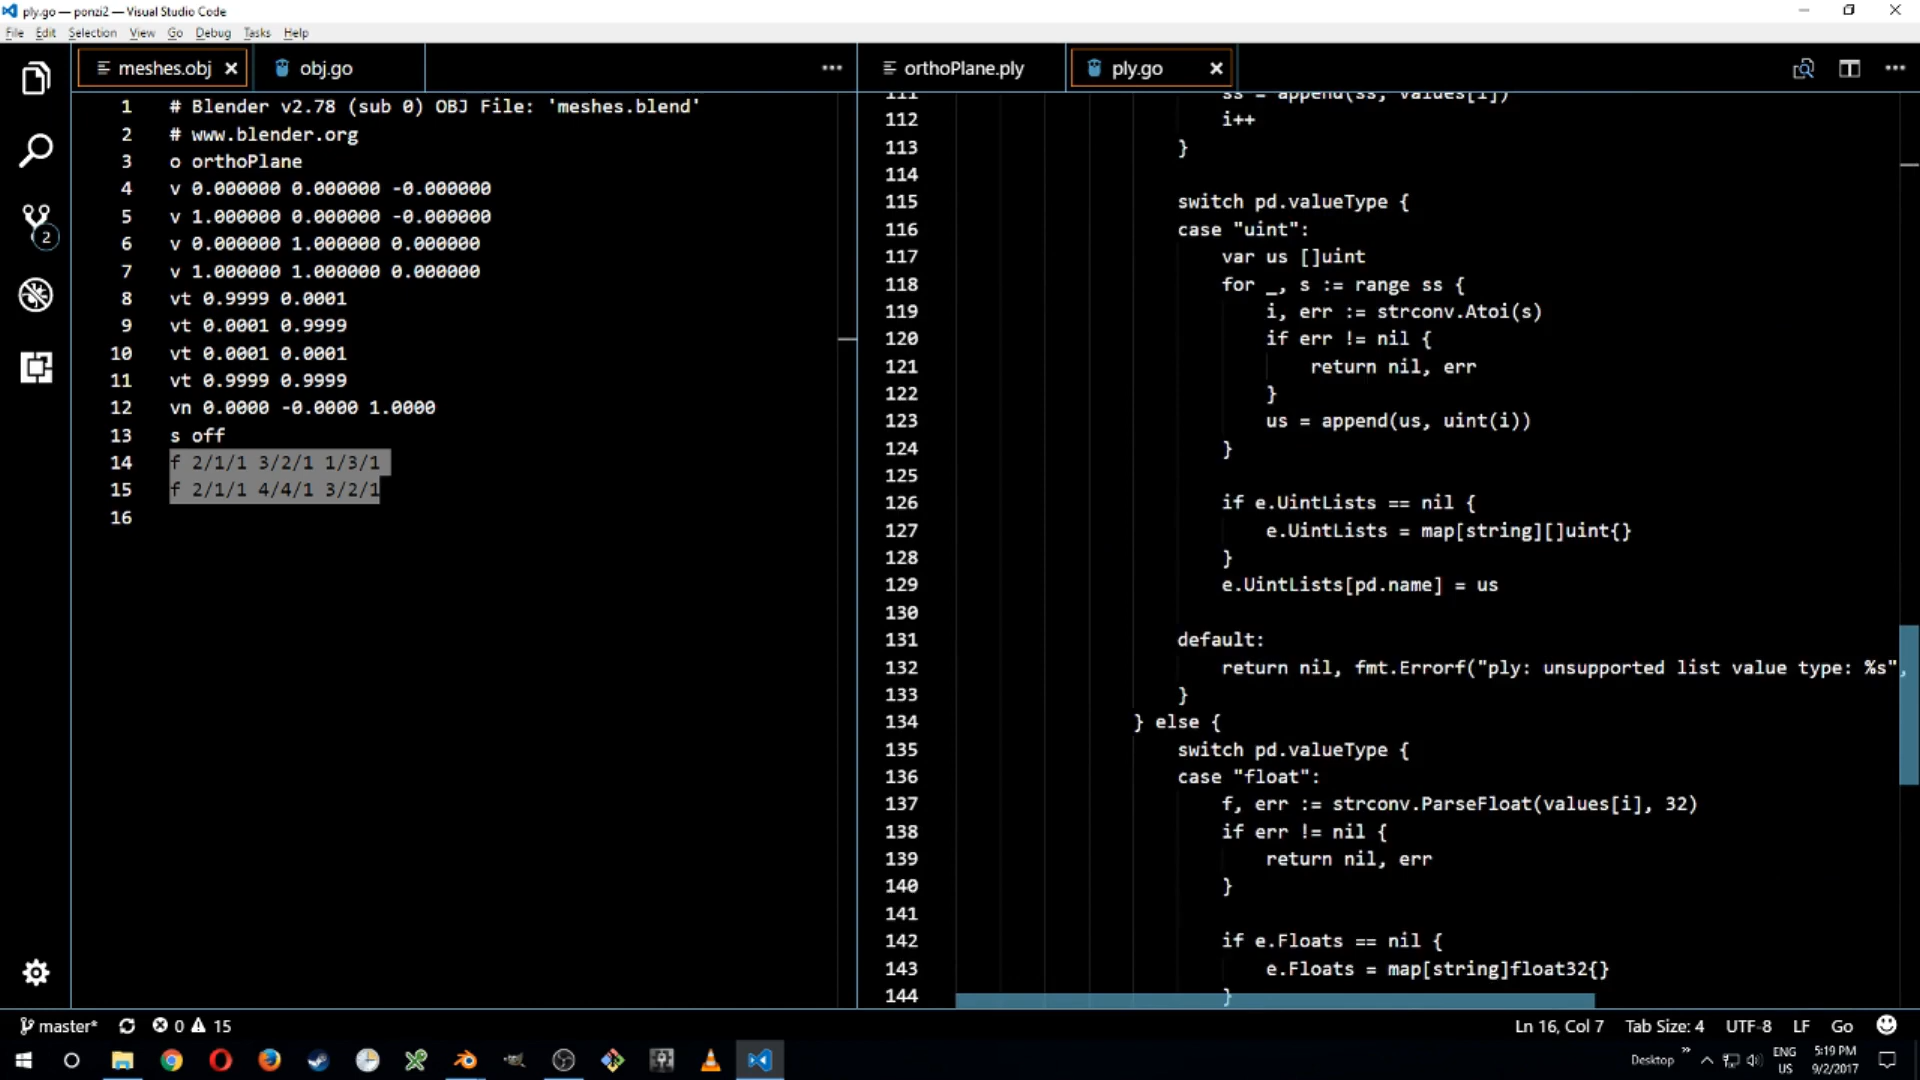 ply.go — ponzi2 — Visual Studio Code
File Edit Selection View Go Debug Tasks Help
meshes.obj
obj.go
orthoPlane.ply
ply.go
1 # Blender v2.78 (sub 0) OBJ File: 'meshes.blend'
2 # www.blender.org
3 o orthoPlane
4 v 0.000000 0.000000 -0.000000
5 v 1.000000 0.000000 -0.000000
6 v 0.000000 1.000000 0.000000
7 v 1.000000 1.000000 0.000000
8 vt 0.9999 0.0001
9 vt 0.0001 0.9999
10 vt 0.0001 0.0001
11 vt 0.9999 0.9999
12 vn 0.0000 -0.0000 1.0000
13 s off
14 f 2/1/1 3/2/1 1/3/1
15 f 2/1/1 4/4/1 3/2/1
16
111 ss = append(ss, values[i])
112 i++
113 }
114
115 switch pd.valueType {
116 case "uint":
117 var us []uint
118 for _, s := range ss {
119 i, err := strconv.Atoi(s)
120 if err != nil {
121 return nil, err
122 }
123 us = append(us, uint(i))
124 }
125
126 if e.UintLists == nil {
127 e.UintLists = map[string][]uint{}
128 }
129 e.UintLists[pd.name] = us
130
131 default:
132 return nil, fmt.Errorf("ply: unsupported list value type: %s",
133 }
134 } else {
135 switch pd.valueType {
136 case "float":
137 f, err := strconv.ParseFloat(values[i], 32)
138 if err != nil {
139 return nil, err
140 }
141
142 if e.Floats == nil {
143 e.Floats = map[string]float32{}
144 }
2
master* 0 15
Ln 16, Col 7 Tab Size: 4 UTF-8 LF Go
Desktop » ENG US 5:19 PM 9/2/2017